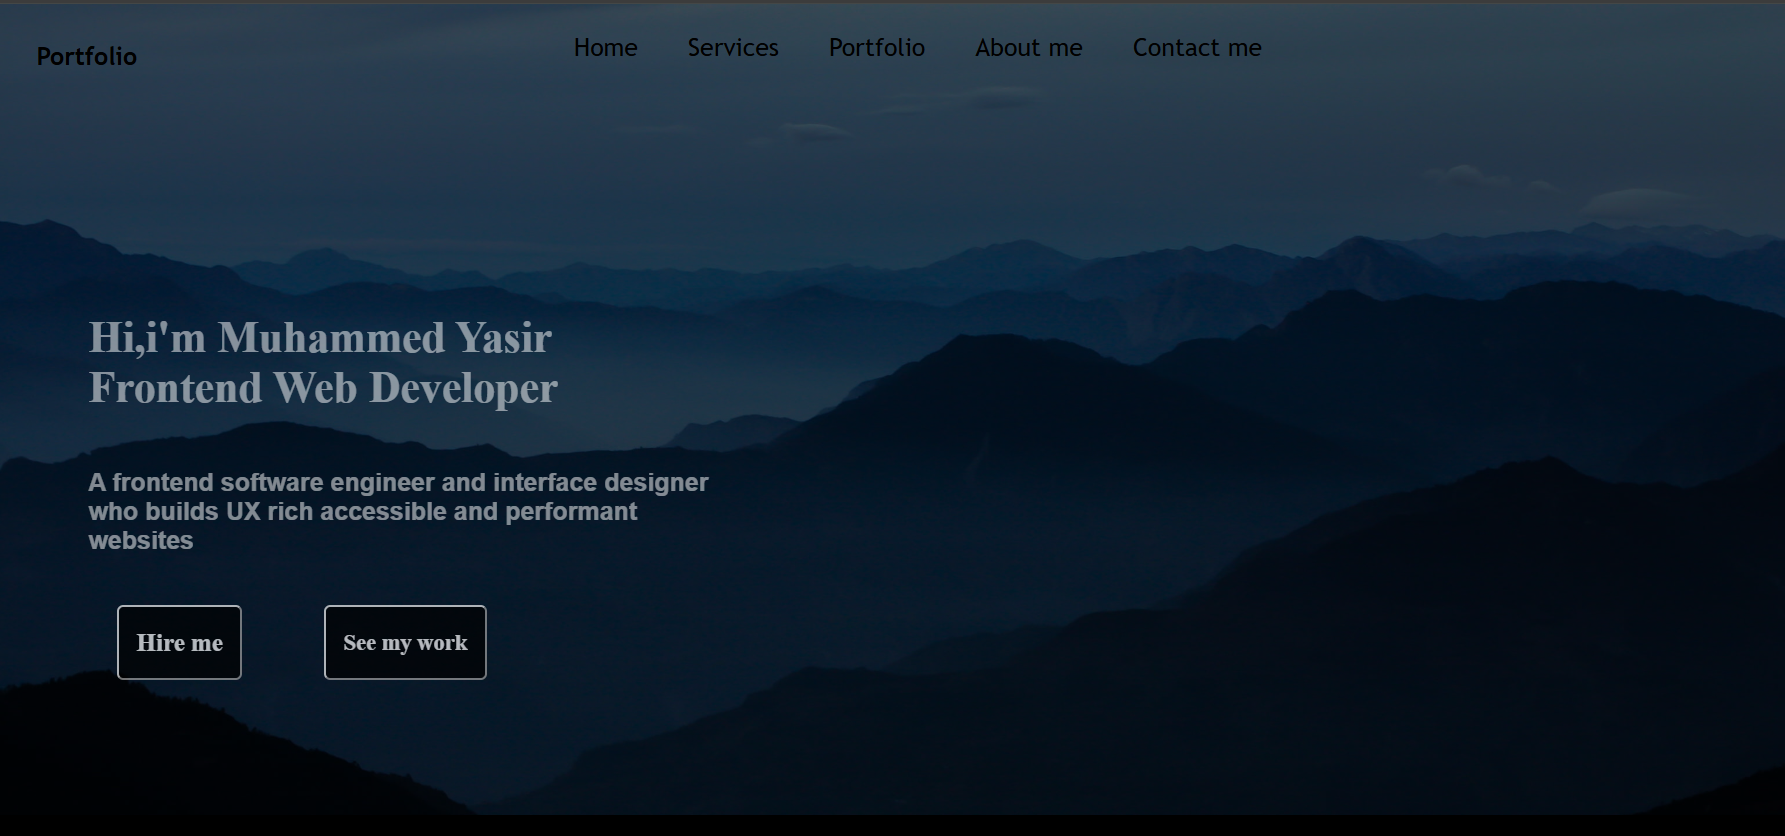 Portfolio
Home Services Portfolio About me Contact me
Hi,i'm Muhammed Yasir
Frontend Web Developer
A frontend software engineer and interface designer
who builds UX rich accessible and performant
websites
Hire me See my work